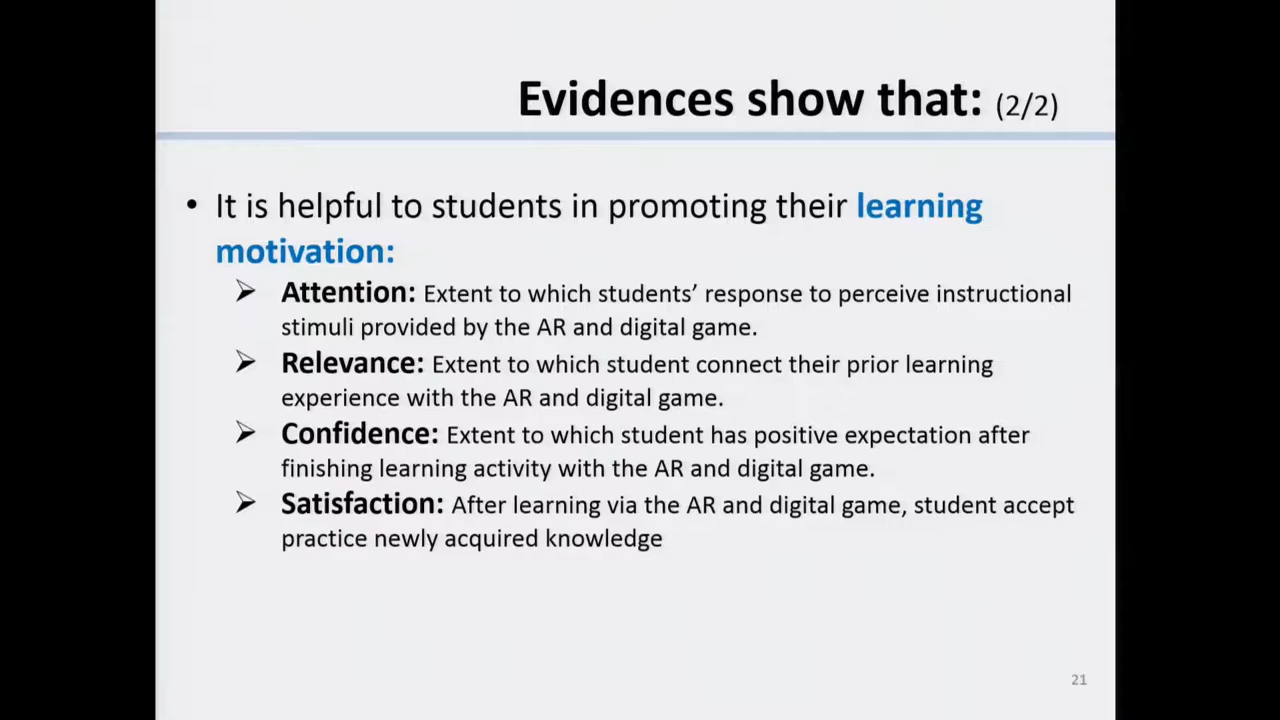 Evidences show that: (2/2)
• It is helpful to students in promoting their learning
motivation:
➢ Attention: Extent to which students’ response to perceive instructional
stimuli provided by the AR and digital game.
➢ Relevance: Extent to which student connect their prior learning
experience with the AR and digital game.
➢ Confidence: Extent to which student has positive expectation after
finishing learning activity with the AR and digital game.
➢ Satisfaction: After learning via the AR and digital game, student accept
practice newly acquired knowledge
21